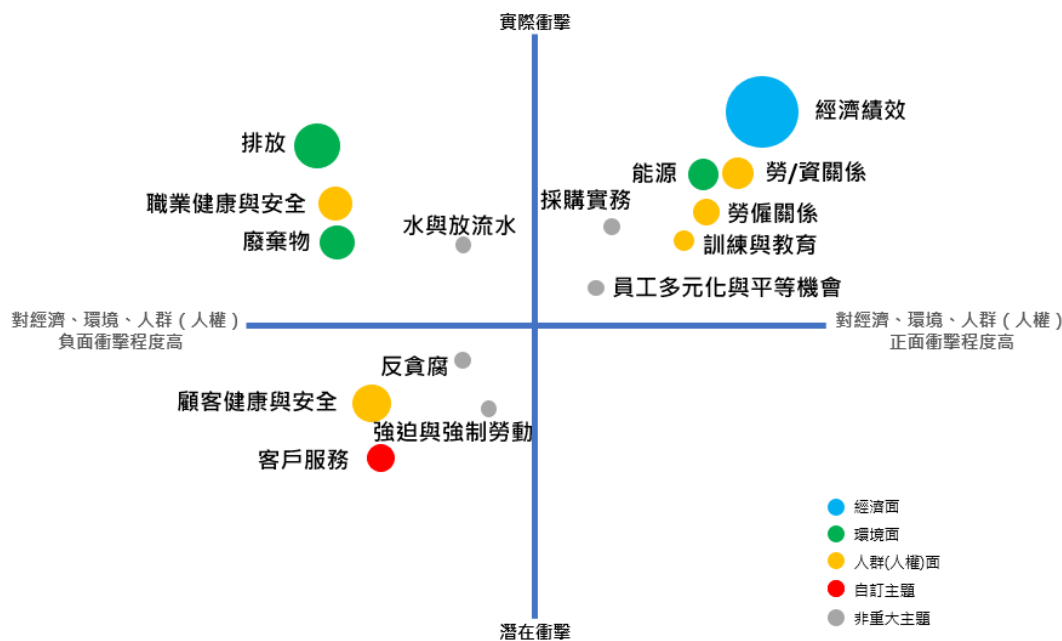 實際衝擊
經濟績效
排放
能源
勞/資關係
職業健康與安全
採購實務
勞僱關係
水與放流水
廢棄物
訓練與教育
員工多元化與平等機會
對經濟、環境、人群(人權)
負面衝擊程度高
對經濟、環境、人群(人權)
正面衝擊程度高
反貪腐
顧客健康與安全
強迫與強制勞動
客戶服務
經濟面
環境面
人群(人權)面
自訂主題
非重大主題
潛在衝擊